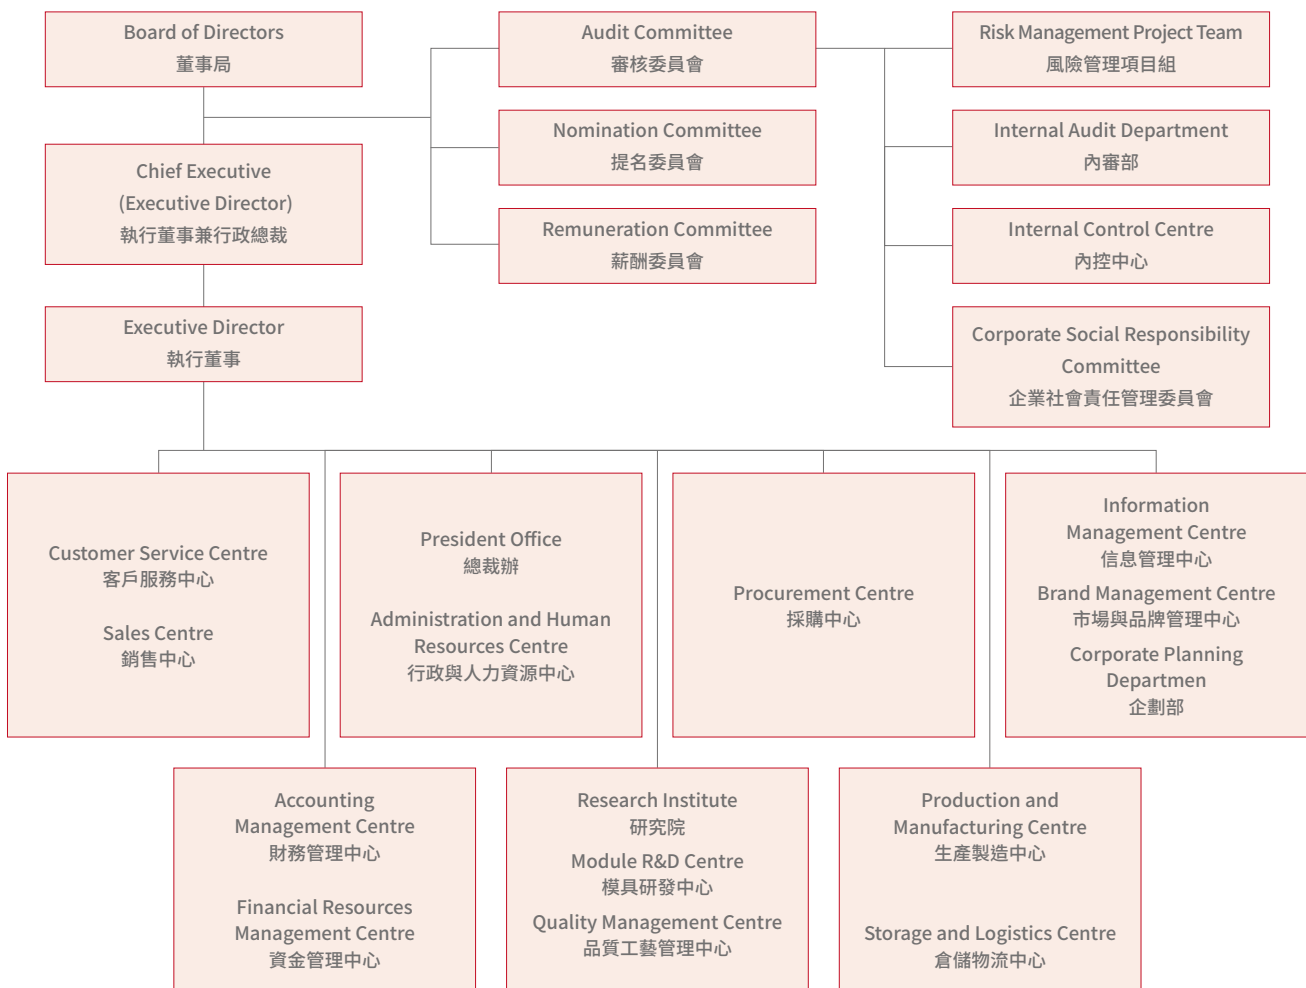 Board of Directors
董事局
Audit Committee
審核委員會
Risk Management Project Team
風險管理項目組
Nomination Committee
提名委員會
Internal Audit Department
內審部
Chief Executive
(Executive Director)
執行董事兼行政總裁
Remuneration Committee
薪酬委員會
Internal Control Centre
內控中心
Executive Director
執行董事
Corporate Social Responsibility
Committee
企業社會責任管理委員會
Customer Service Centre
客戶服務中心
Sales Centre
銷售中心
President Office
總裁辦
Administration and Human
Resources Centre
行政與人力資源中心
Procurement Centre
採購中心
Information
Management Centre
信息管理中心
Brand Management Centre
市場與品牌管理中心
Corporate Planning
Departmen
企劃部
Accounting
Management Centre
財務管理中心
Financial Resources
Management Centre
資金管理中心
Research Institute
研究院
Module R&D Centre
模具研發中心
Quality Management Centre
品質工藝管理中心
Production and
Manufacturing Centre
生產製造中心
Storage and Logistics Centre
倉儲物流中心